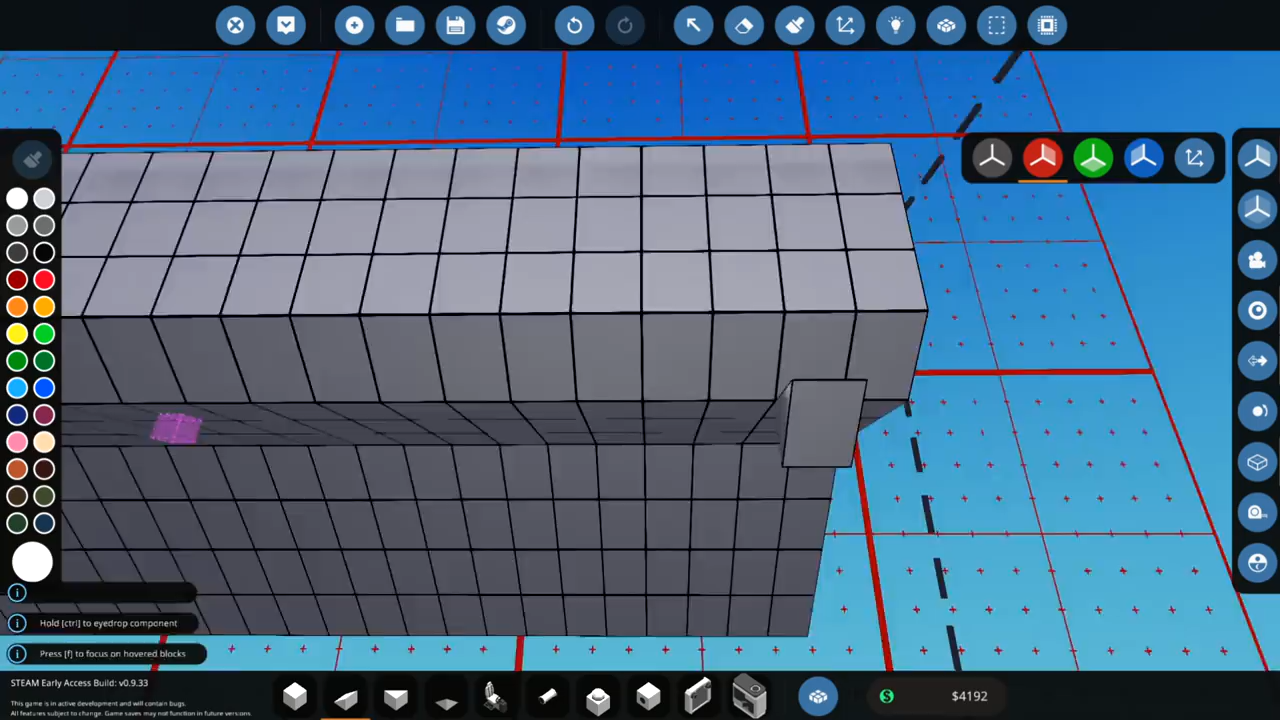 Hold [ctrl] to eyedrop component
Press [f] to focus on hovered blocks
STEAM Early Access Build: v0.9.33
This game is in active development and will contain bugs.
All features subject to change. Game saves may not function in future versions
$4192